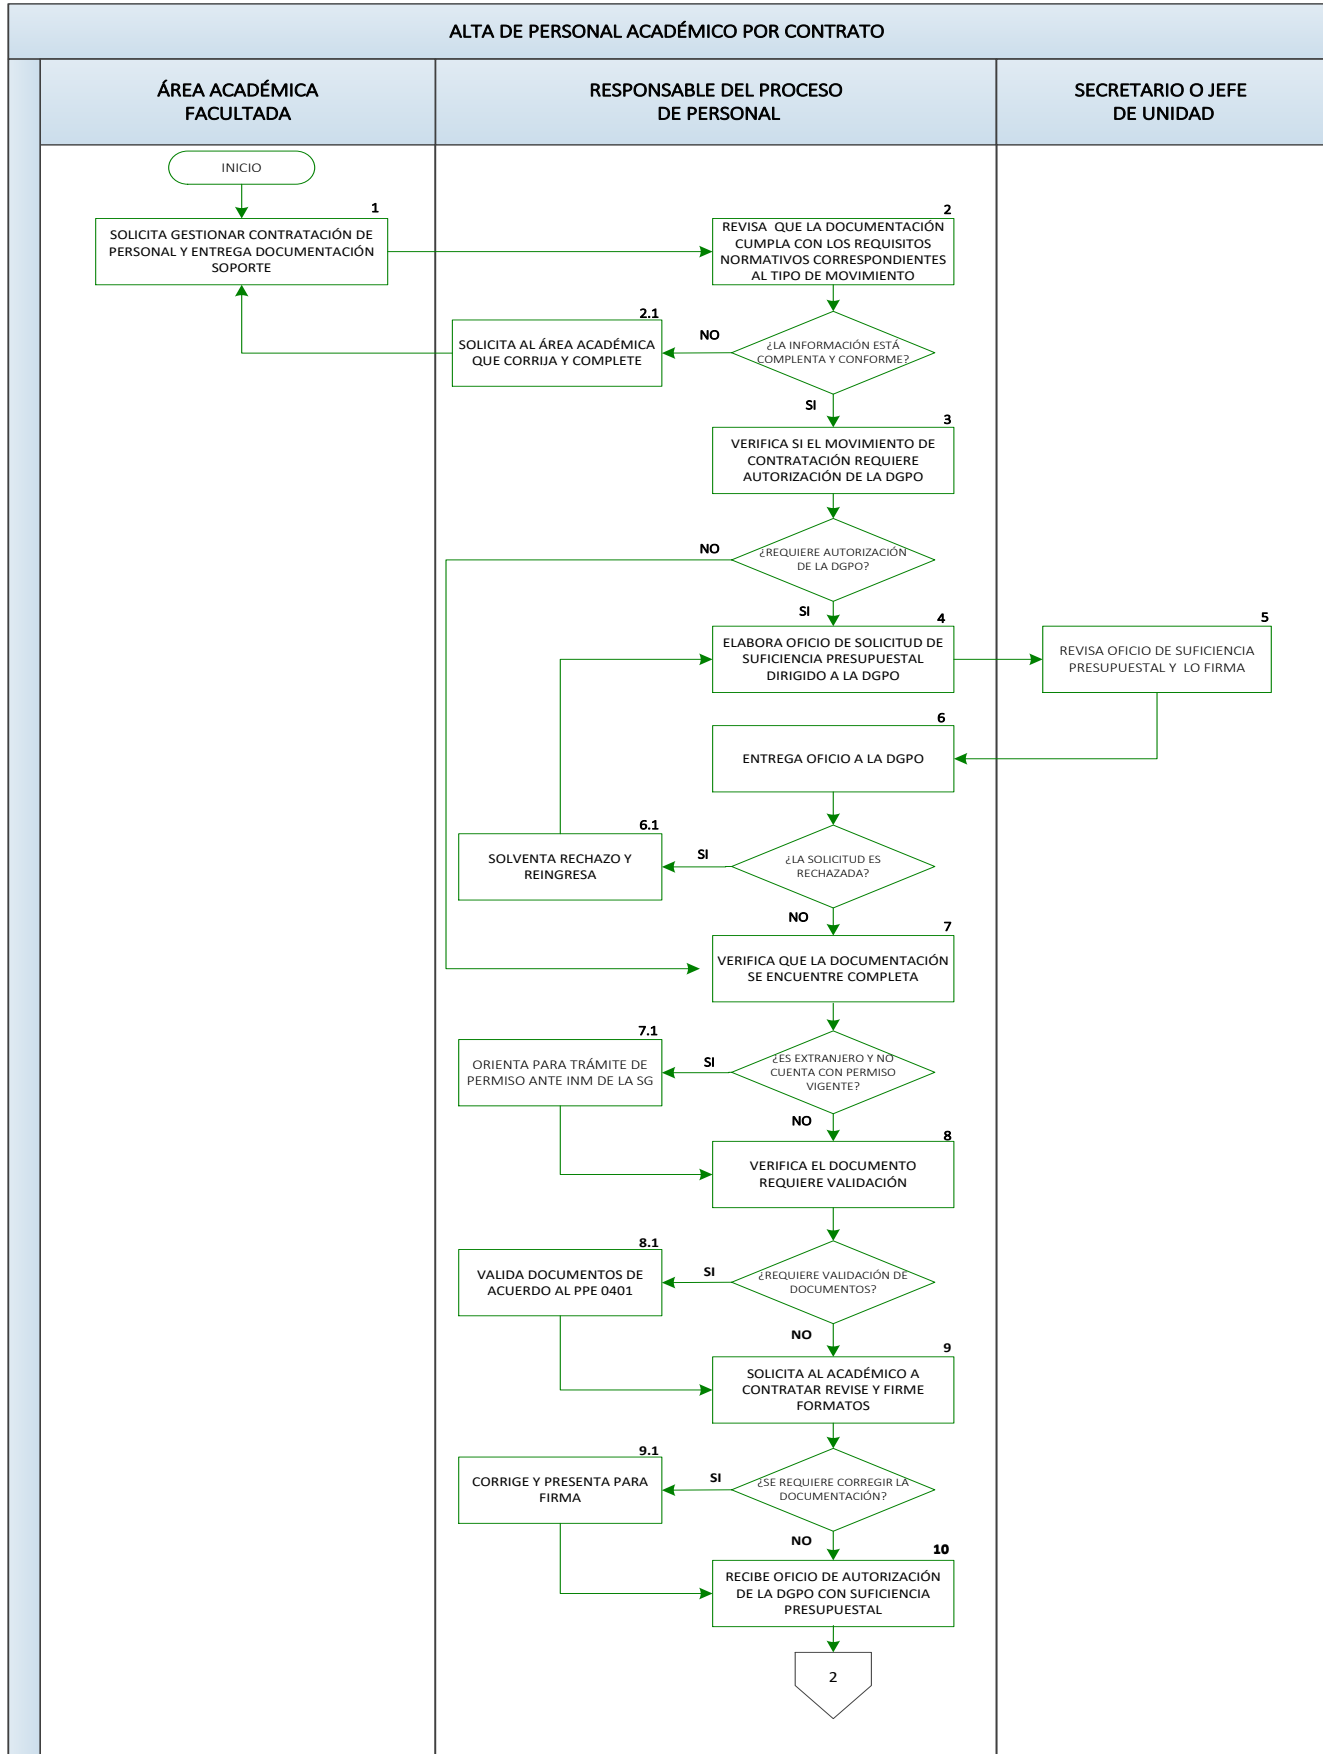 ALTA DE PERSONAL ACADÉMICO POR CONTRATO
ÁREA ACADÉMICA
FACULTADA
RESPONSABLE DEL PROCESO
DE PERSONAL
SECRETARIO O JEFE
DE UNIDAD
INICIO
1
SOLICITA GESTIONAR CONTRATACIÓN DE
PERSONAL Y ENTREGA DOCUMENTACIÓN
SOPORTE
2
REVISA QUE LA DOCUMENTACIÓN
CUMPLA CON LOS REQUISITOS
NORMATIVOS CORRESPONDIENTES
AL TIPO DE MOVIMIENTO
2.1
SOLICITA AL ÁREA ACADÉMICA
QUE CORRIJA Y COMPLETE
NO
¿LA INFORMACIÓN ESTÁ
COMPLENTA Y CONFORME?
SI
3
VERIFICA SI EL MOVIMIENTO DE
CONTRATACIÓN REQUIERE
AUTORIZACIÓN DE LA DGPO
NO
¿REQUIERE AUTORIZACIÓN
DE LA DGPO?
SI
4
ELABORA OFICIO DE SOLICITUD DE
SUFICIENCIA PRESUPUESTAL
DIRIGIDO A LA DGPO
5
REVISA OFICIO DE SUFICIENCIA
PRESUPUESTAL Y LO FIRMA
6
ENTREGA OFICIO A LA DGPO
6.1
SOLVENTA RECHAZO Y
REINGRESA
SI
¿LA SOLICITUD ES
RECHAZADA?
NO
7
VERIFICA QUE LA DOCUMENTACIÓN
SE ENCUENTRE COMPLETA
7.1
ORIENTA PARA TRÁMITE DE
PERMISO ANTE INM DE LA SG
SI
¿ES EXTRANJERO Y NO
CUENTA CON PERMISO
VIGENTE?
NO
8
VERIFICA EL DOCUMENTO
REQUIERE VALIDACIÓN
8.1
VALIDA DOCUMENTOS DE
ACUERDO AL PPE 0401
SI
¿REQUIERE VALIDACIÓN DE
DOCUMENTOS?
NO
9
SOLICITA AL ACADÉMICO A
CONTRATAR REVISE Y FIRME
FORMATOS
9.1
CORRIGE Y PRESENTA PARA
FIRMA
SI
¿SE REQUIERE CORREGIR LA
DOCUMENTACIÓN?
NO
10
RECIBE OFICIO DE AUTORIZACIÓN
DE LA DGPO CON SUFICIENCIA
PRESUPUESTAL
2